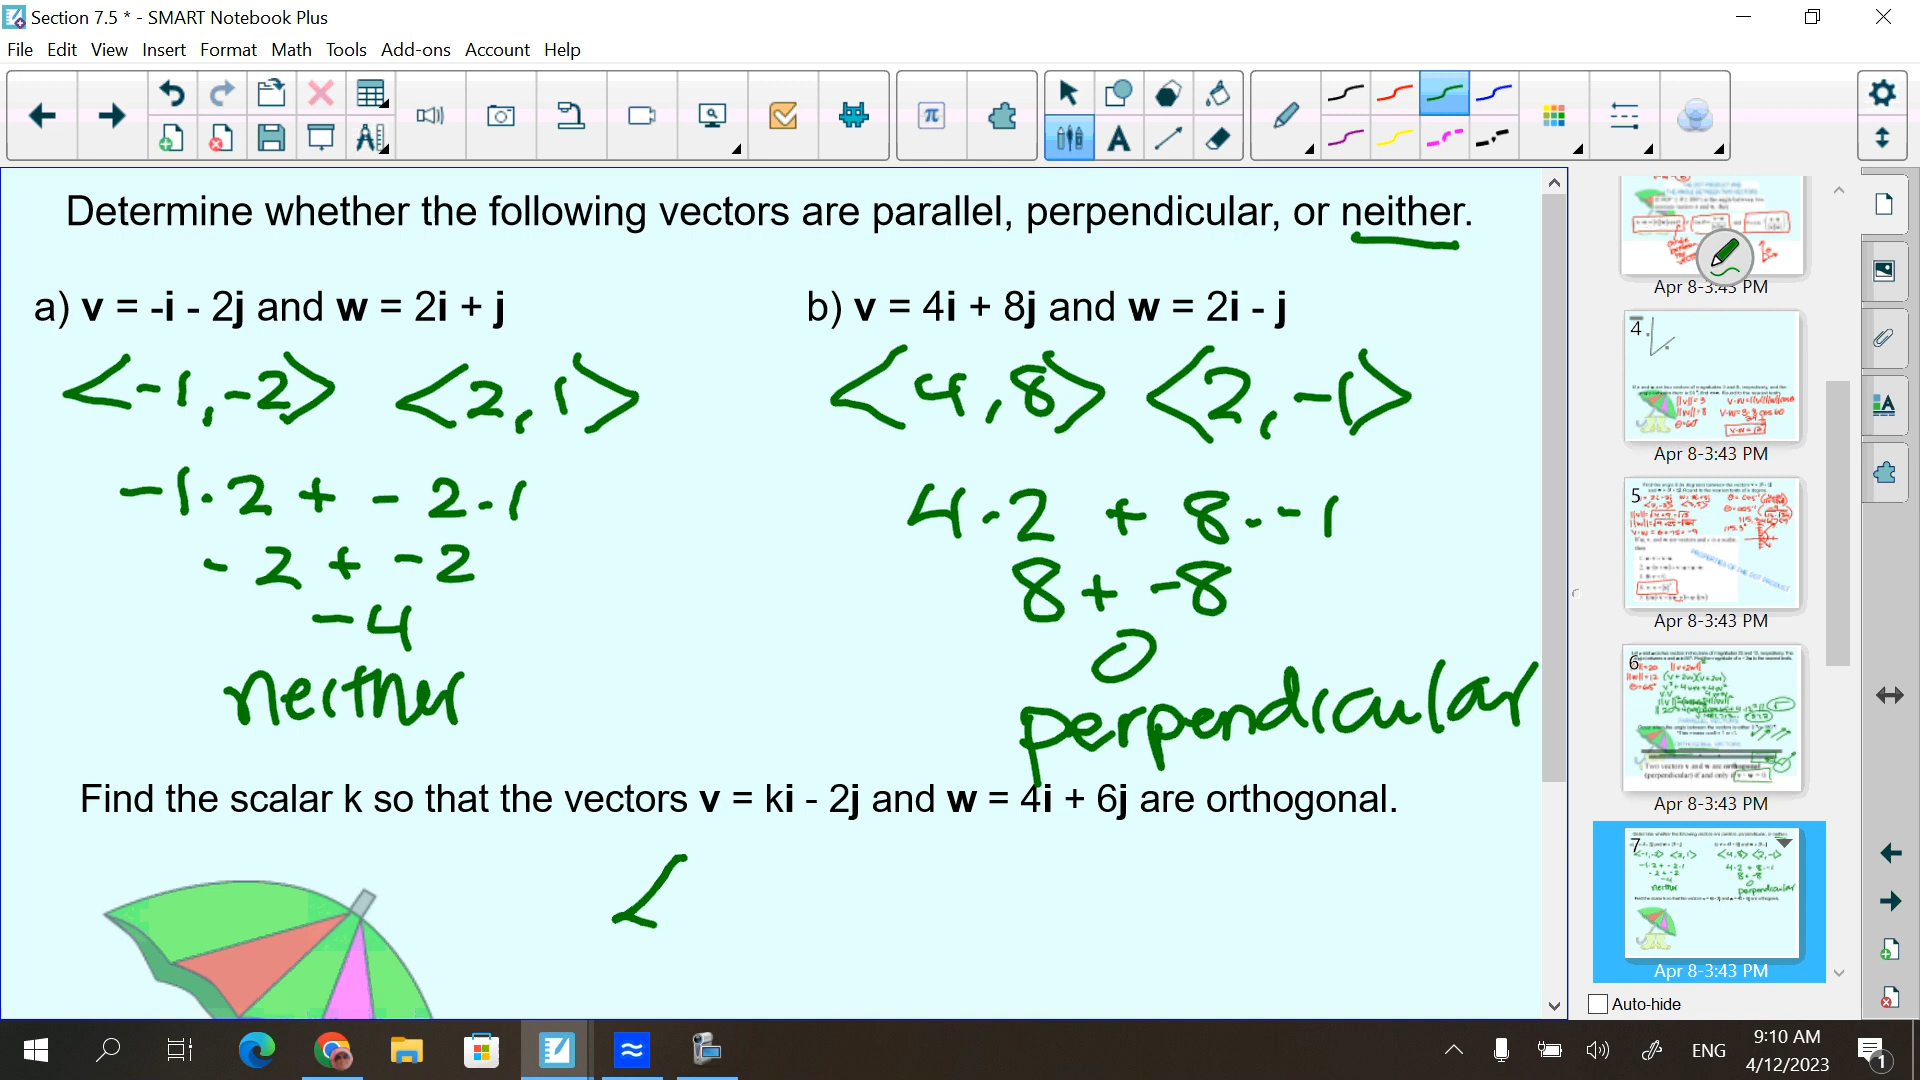 Section 7.5 * - SMART Notebook Plus
File Edit View Insert Format Math Tools Add-ons Account Help
Determine whether the following vectors are parallel, perpendicular, or neither.
a) v = -i - 2j and w = 2i + j
b) v = 4i + 8j and w = 2i - j
<-1,-2> <2,1>
<4,8> <2,-1>
-1·2 + -2·1
4·2 + 8·-1
-2 + -2
8 + -8
-4
0
neither
perpendicular
Find the scalar k so that the vectors v = ki - 2j and w = 4i + 6j are orthogonal.
<
Apr 8-3:43 PM
4
Apr 8-3:43 PM
5
Apr 8-3:43 PM
6
Apr 8-3:43 PM
7
Apr 8-3:43 PM
Auto-hide
ENG
9:10 AM
4/12/2023
1